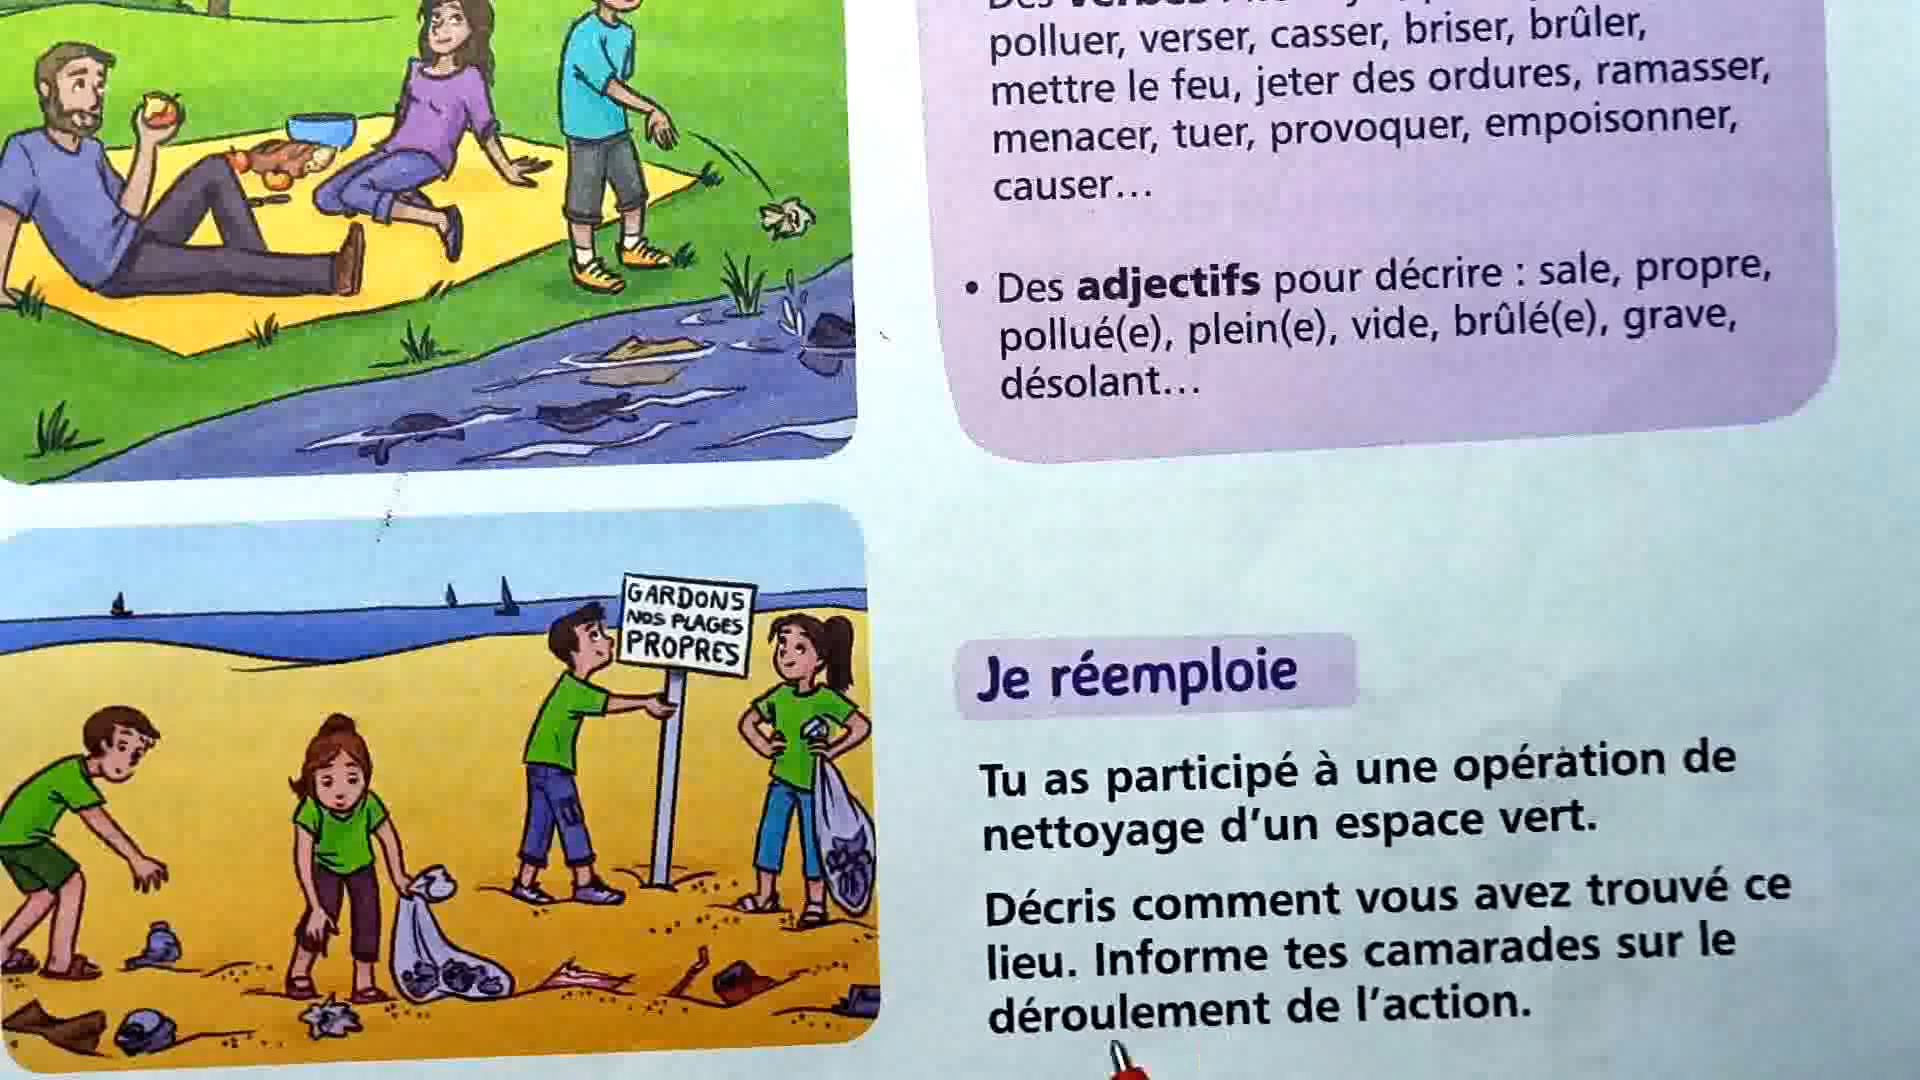 polluer, verser, casser, briser, brûler,
mettre le feu, jeter des ordures, ramasser,
menacer, tuer, provoquer, empoisonner,
causer...
• Des adjectifs pour décrire : sale, propre,
pollué(e), plein(e), vide, brûlé(e), grave,
désolant...
GARDONS
NOS PLAGES
PROPRES
Je réemploie
Tu as participé à une opération de
nettoyage d'un espace vert.
Décris comment vous avez trouvé ce
lieu. Informe tes camarades sur le
déroulement de l'action.